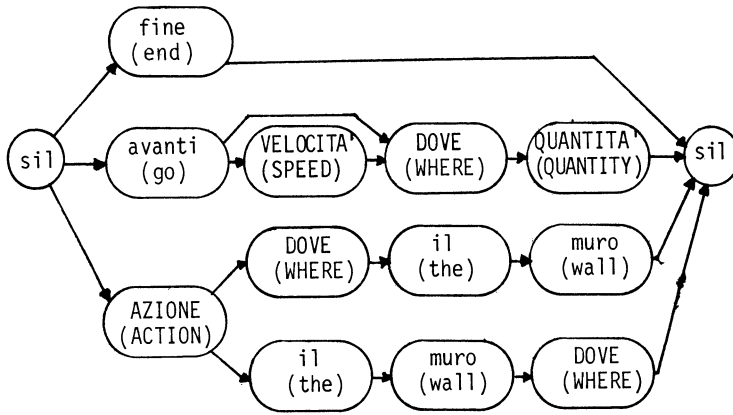 fine
(end)
sil
avanti
(go)
VELOCITA'
(SPEED)
DOVE
(WHERE)
QUANTITA'
(QUANTITY)
sil
DOVE
(WHERE)
il
(the)
muro
(wall)
AZIONE
(ACTION)
il
(the)
muro
(wall)
DOVE
(WHERE)